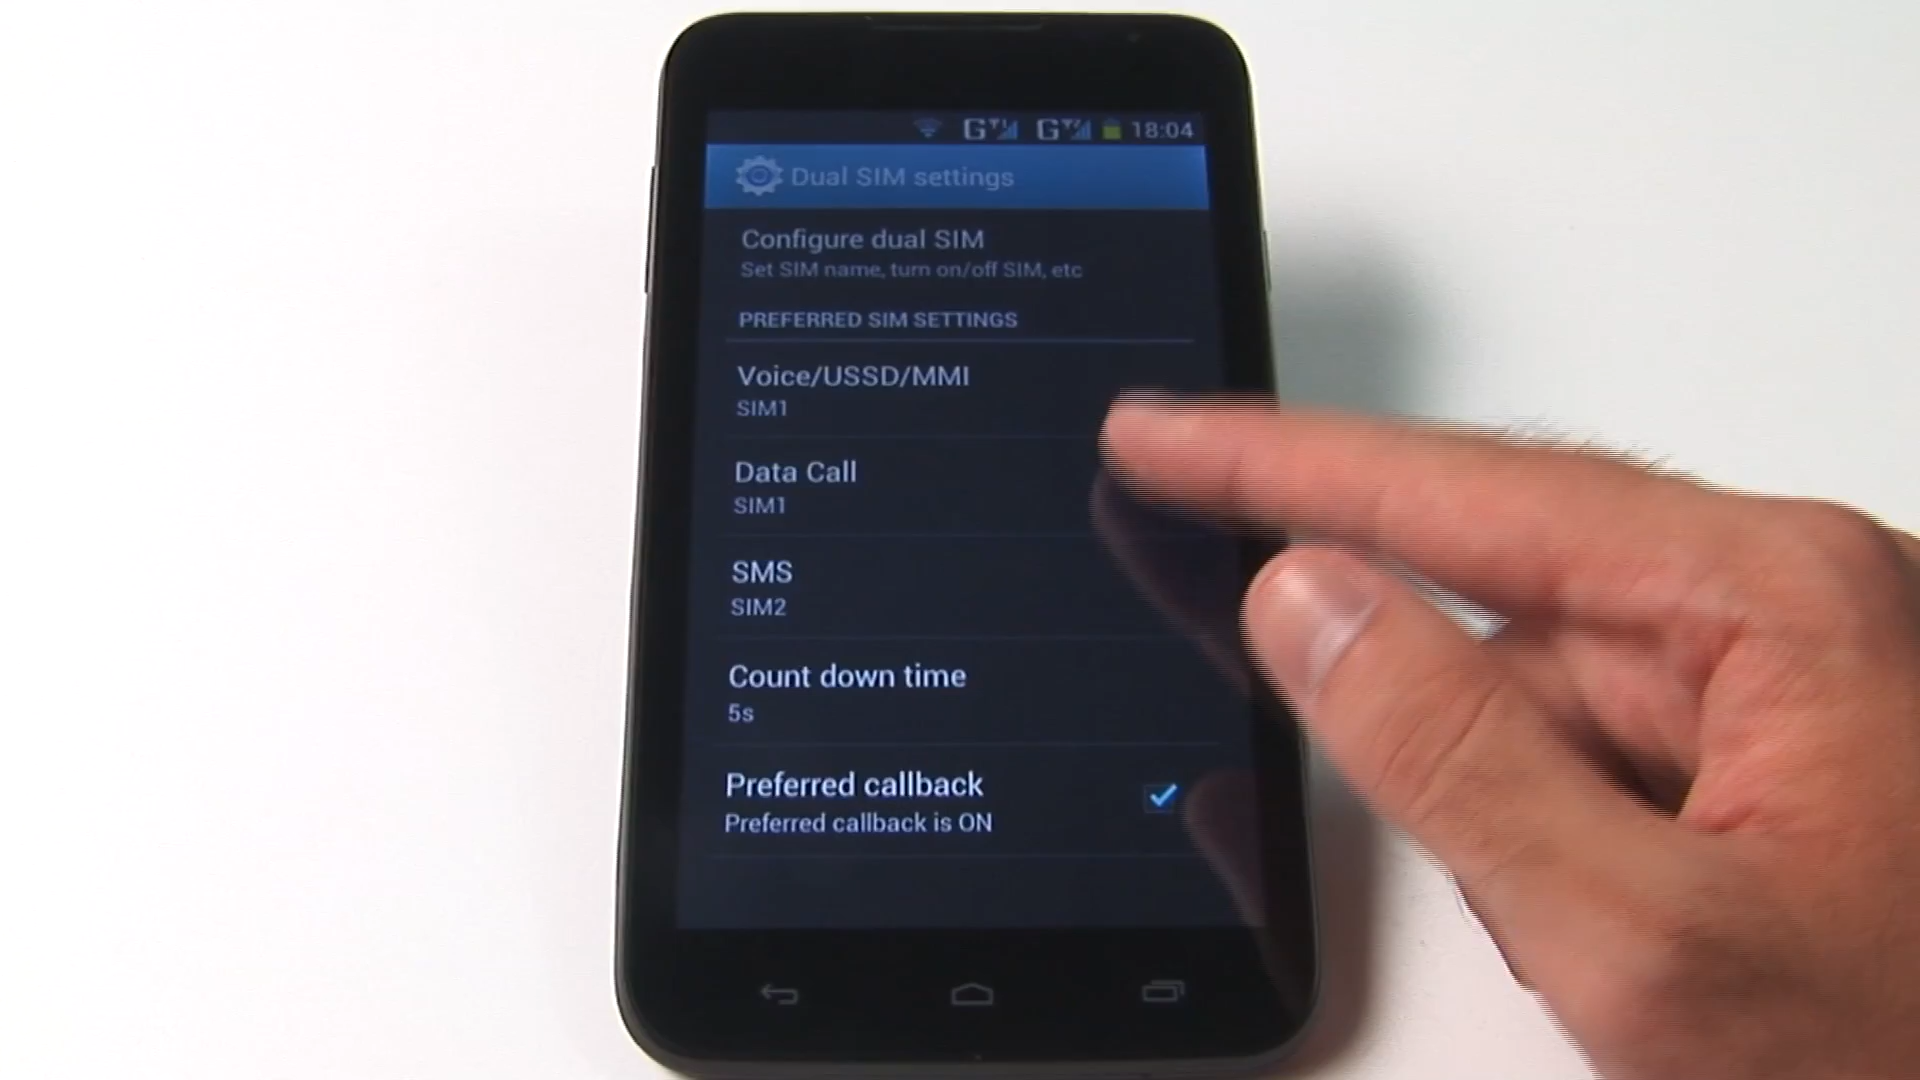 G G 18:04
Dual SIM settings
Configure dual SIM
Set SIM name, turn on/off SIM, etc
PREFERRED SIM SETTINGS
Voice/USSD/MMI
SIM1
Data Call
SIM1
SMS
SIM2
Count down time
5s
Preferred callback
Preferred callback is ON